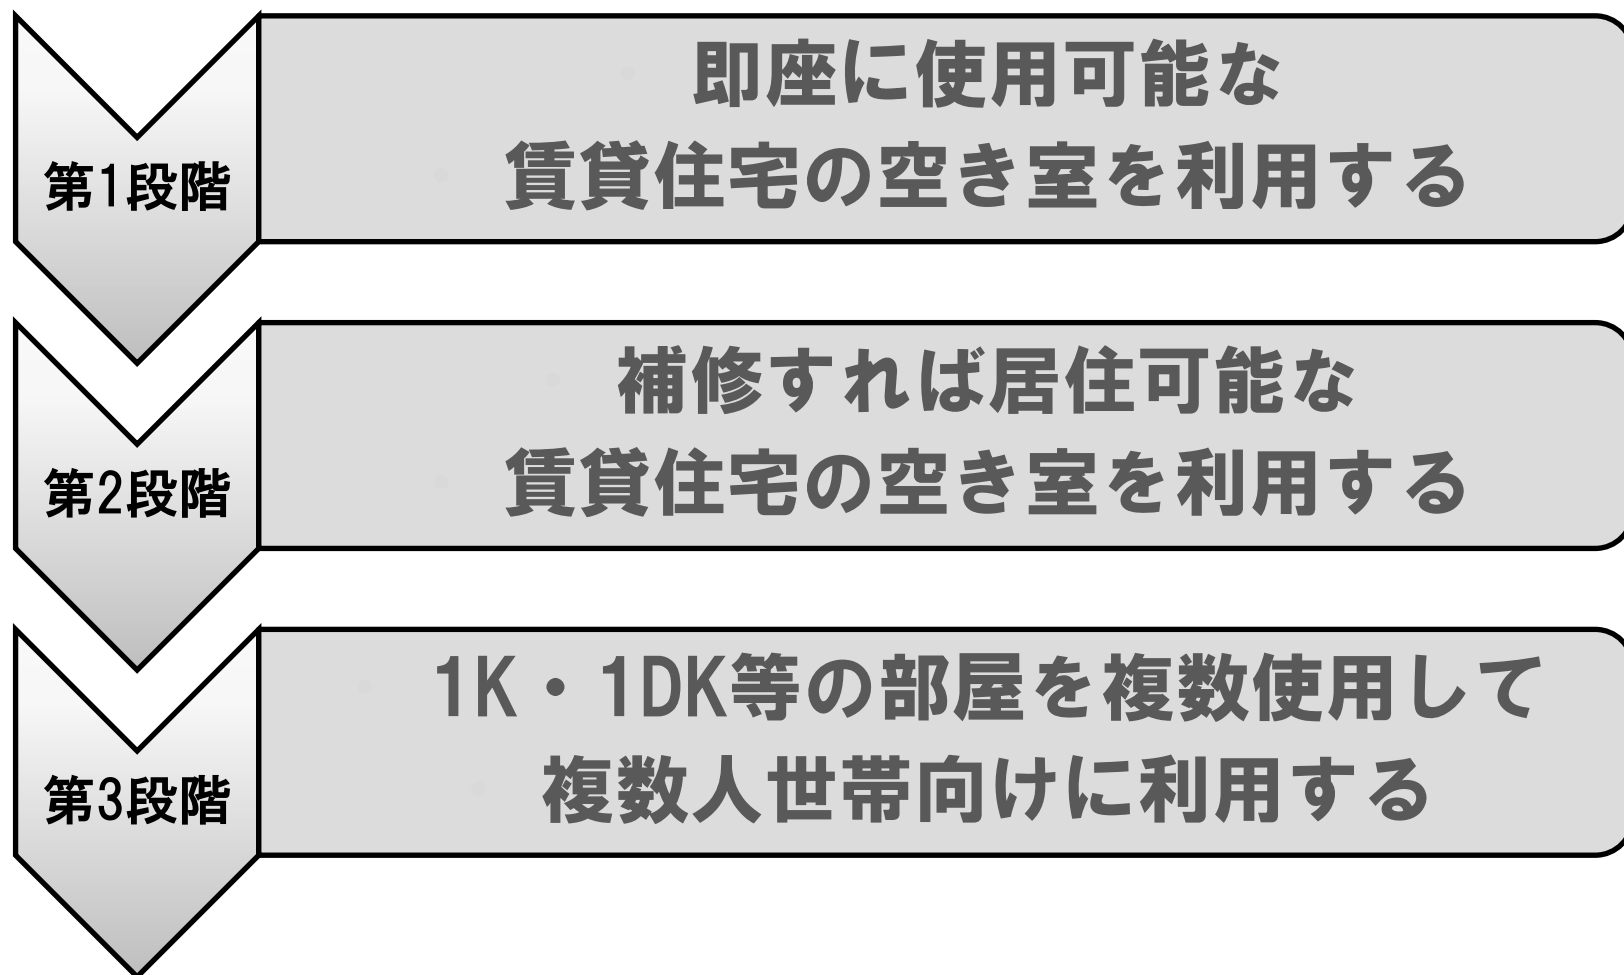 第1段階
即座に使用可能な
賃貸住宅の空き室を利用する
第2段階
補修すれば居住可能な
賃貸住宅の空き室を利用する
第3段階
1K・1DK等の部屋を複数使用して
複数人世帯向けに利用する